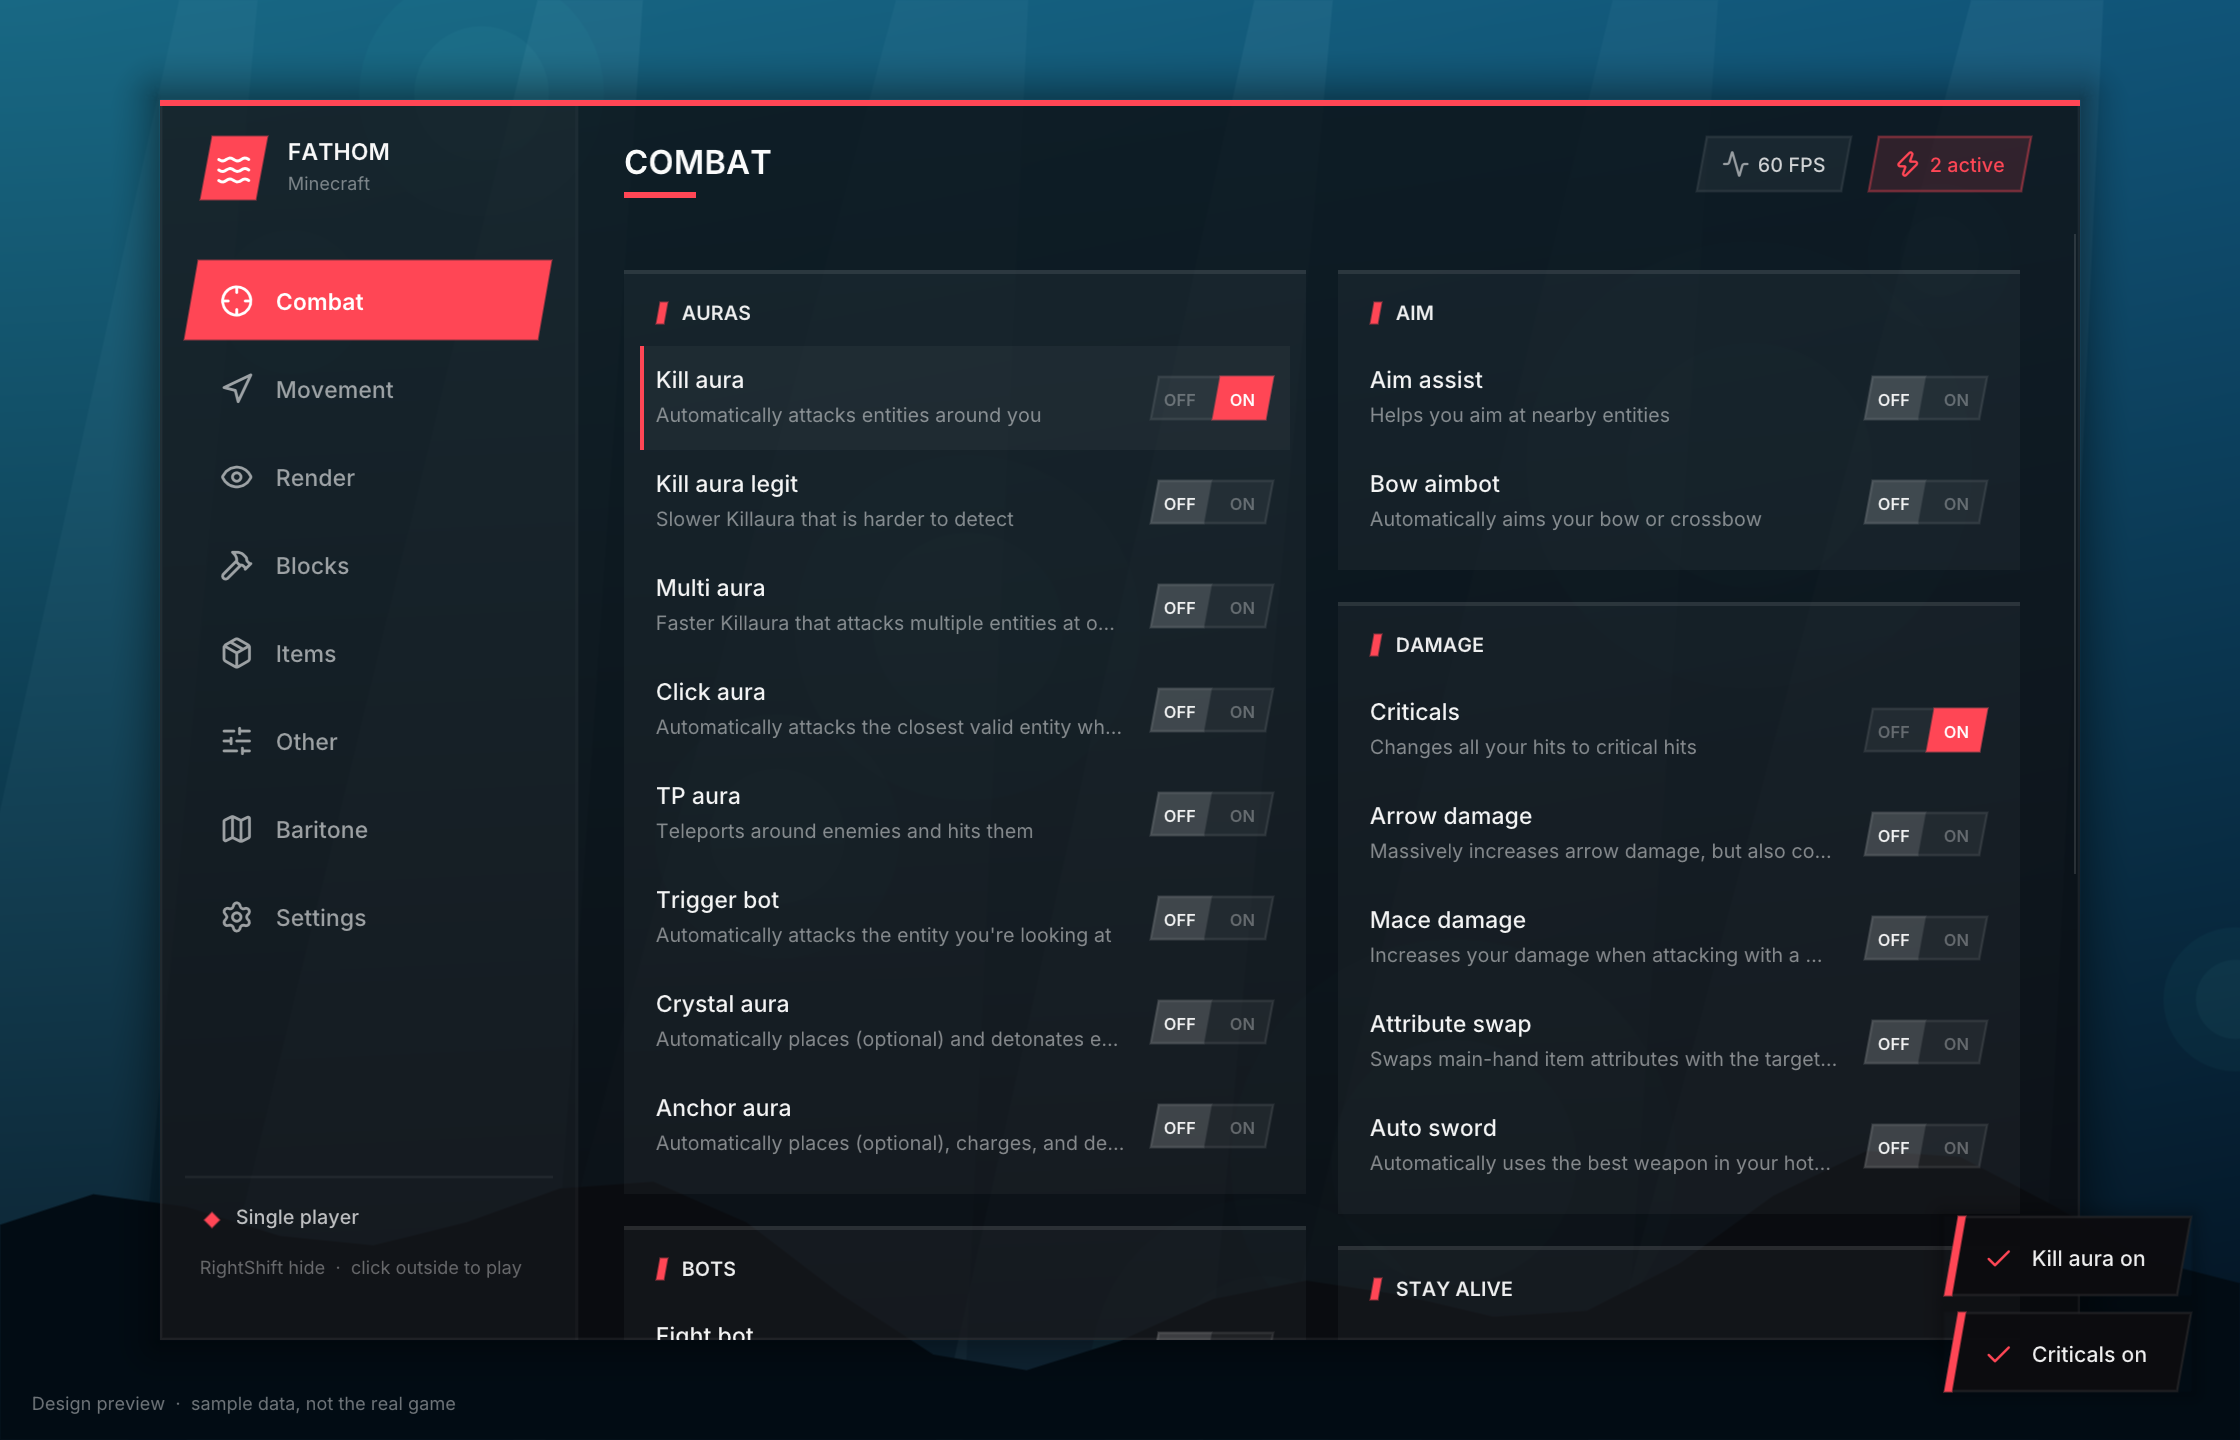 FATHOM
Minecraft
Combat
Movement
Render
Blocks
Items
Other
Baritone
Settings
Single player
RightShift hide · click outside to play
COMBAT
60 FPS
2 active
AURAS
Kill aura
Automatically attacks entities around you
OFF ON
Kill aura legit
Slower Killaura that is harder to detect
OFF ON
Multi aura
Faster Killaura that attacks multiple entities at o...
OFF ON
Click aura
Automatically attacks the closest valid entity wh...
OFF ON
TP aura
Teleports around enemies and hits them
OFF ON
Trigger bot
Automatically attacks the entity you're looking at
OFF ON
Crystal aura
Automatically places (optional) and detonates e...
OFF ON
Anchor aura
Automatically places (optional), charges, and de...
OFF ON
BOTS
Fight bot
AIM
Aim assist
Helps you aim at nearby entities
OFF ON
Bow aimbot
Automatically aims your bow or crossbow
OFF ON
DAMAGE
Criticals
Changes all your hits to critical hits
OFF ON
Arrow damage
Massively increases arrow damage, but also co...
OFF ON
Mace damage
Increases your damage when attacking with a ...
OFF ON
Attribute swap
Swaps main-hand item attributes with the target...
OFF ON
Auto sword
Automatically uses the best weapon in your hot...
OFF ON
STAY ALIVE
Kill aura on
Criticals on
Design preview · sample data, not the real game